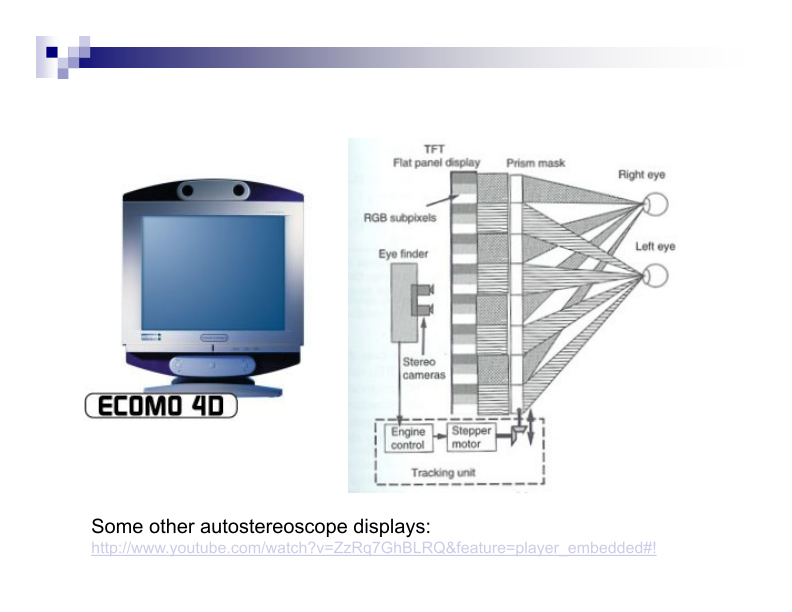 TFT
Flat panel display
Prism mask
Right eye
RGB subpixels
Left eye
Eye finder
Stereo
cameras
Engine
control
Stepper
motor
Tracking unit
ECOMO 4D
Some other autostereoscope displays:
http://www.youtube.com/watch?v=ZzRq7GhBLRQ&feature=player_embedded#!